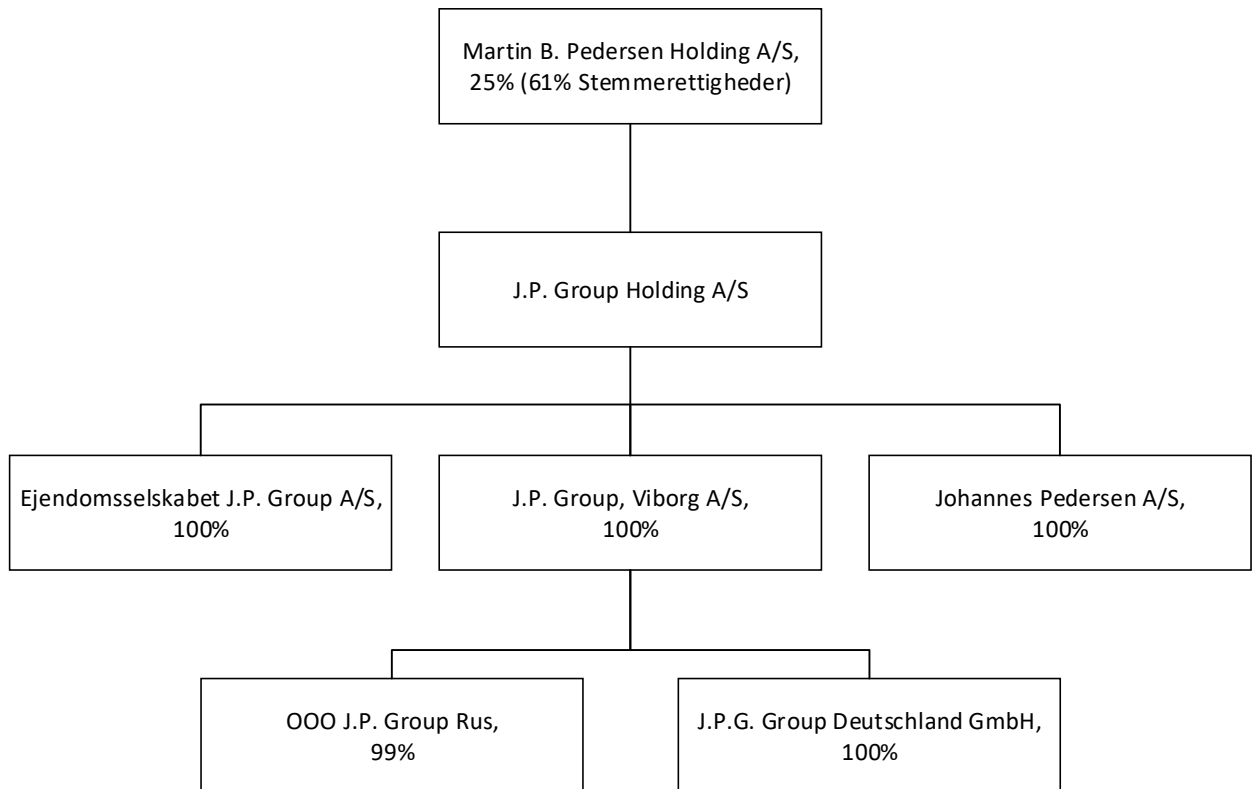 Martin B. Pedersen Holding A/S,
25% (61% Stemmerettigheder)
J.P. Group Holding A/S
Ejendomsselskabet J.P. Group A/S,
100%
J.P. Group, Viborg A/S,
100%
Johannes Pedersen A/S,
100%
OOO J.P. Group Rus,
99%
J.P.G. Group Deutschland GmbH,
100%